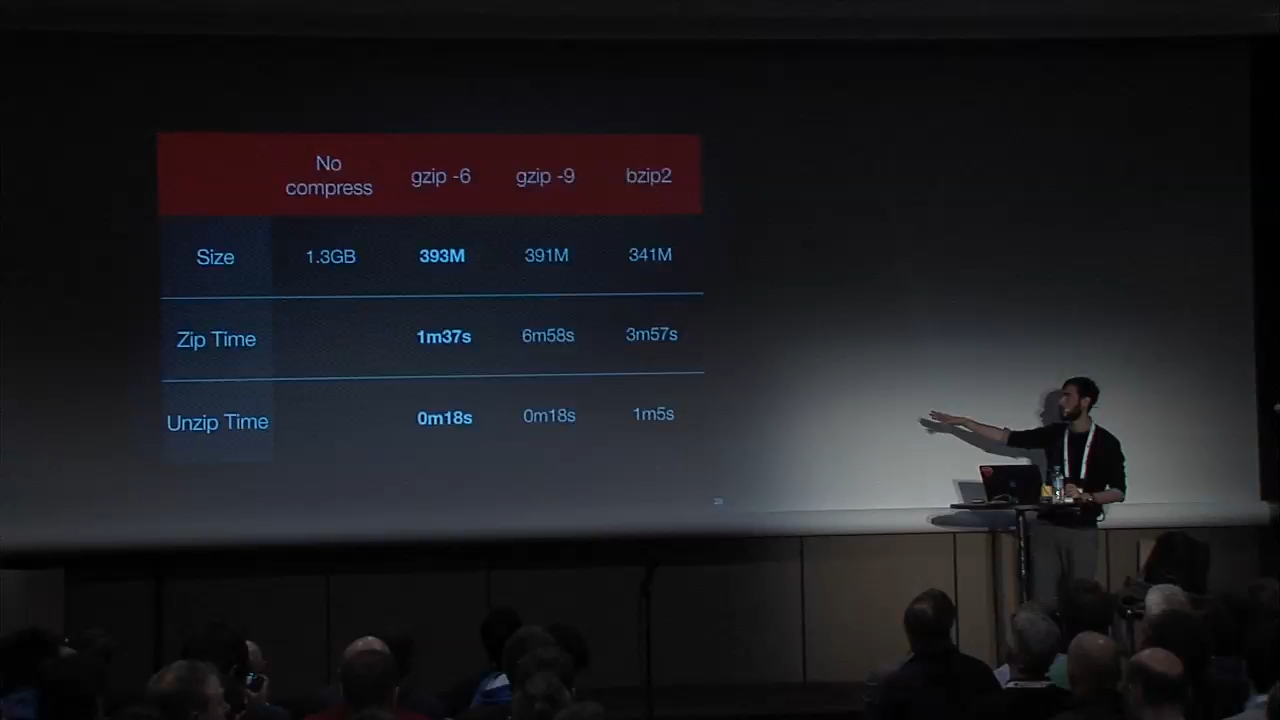 No
compress
gzip -6
gzip -9
bzip2
Size
1.3GB
393M
391M
341M
Zip Time
1m37s
6m58s
3m57s
Unzip Time
0m18s
0m18s
1m5s